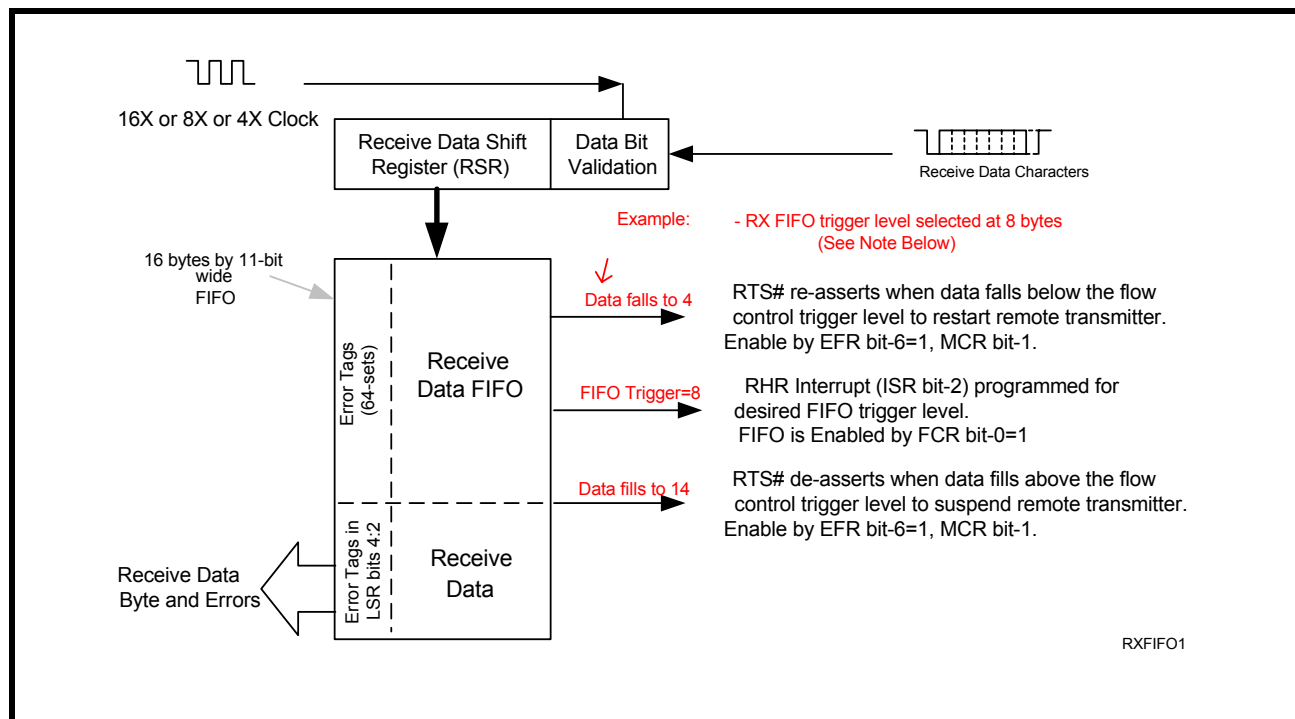 16X or 8X or 4X Clock
Receive Data Shift
Register (RSR)
Data Bit
Validation
Receive Data Characters
Example:
- RX FIFO trigger level selected at 8 bytes
(See Note Below)
16 bytes by 11-bit
wide
FIFO
Error Tags
(64-sets)
Receive
Data FIFO
Data falls to 4
RTS# re-asserts when data falls below the flow
control trigger level to restart remote transmitter.
Enable by EFR bit-6=1, MCR bit-1.
FIFO Trigger=8
RHR Interrupt (ISR bit-2) programmed for
desired FIFO trigger level.
FIFO is Enabled by FCR bit-0=1
Data fills to 14
RTS# de-asserts when data fills above the flow
control trigger level to suspend remote transmitter.
Enable by EFR bit-6=1, MCR bit-1.
Error Tags in
LSR bits 4:2
Receive
Data
Receive Data
Byte and Errors
RXFIFO1